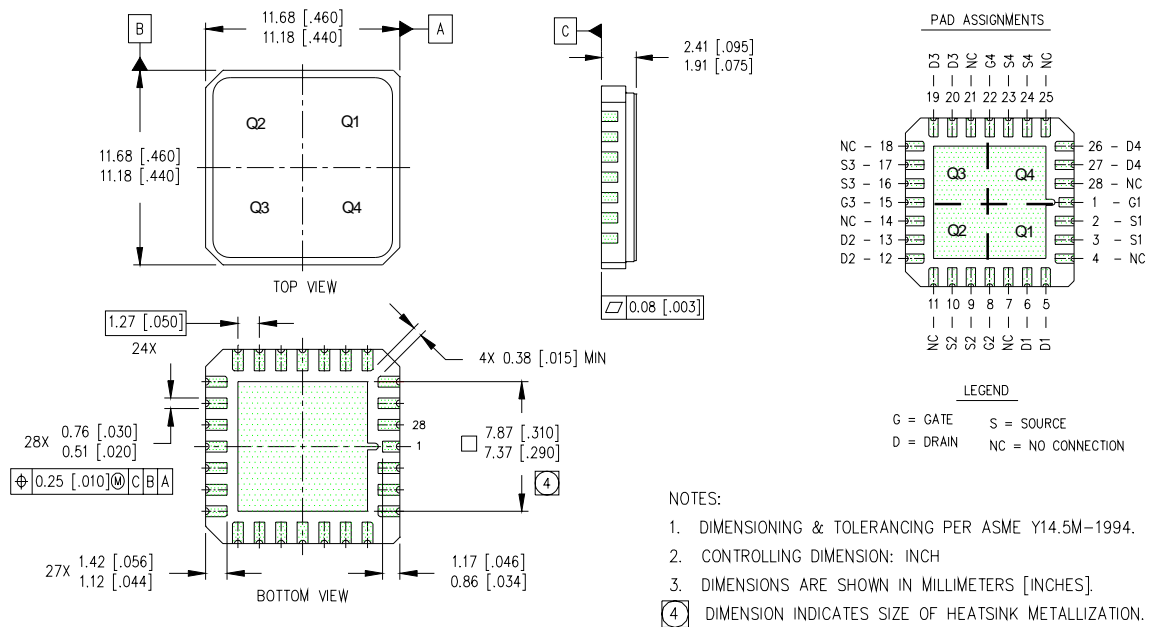 B
11.68 [.460]
11.18 [.440]
A
11.68 [.460]
11.18 [.440]
Q2
Q1
Q3
Q4
TOP VIEW
C
2.41 [.095]
1.91 [.075]
0.08 [.003]
PAD ASSIGNMENTS
19 – D3
20 – D3
21 – NC
22 – G4
23 – S4
24 – S4
25 – NC
NC – 18
S3 – 17
S3 – 16
G3 – 15
NC – 14
D2 – 13
D2 – 12
Q3
Q4
Q2
Q1
26 – D4
27 – D4
28 – NC
1 – G1
2 – S1
3 – S1
4 – NC
NC – 11
S2 – 10
S2 – 9
G2 – 8
NC – 7
D1 – 6
D1 – 5
LEGEND
G = GATE
S = SOURCE
D = DRAIN
NC = NO CONNECTION
1.27 [.050]
24X
4X 0.38 [.015] MIN
28X 0.76 [.030]
0.51 [.020]
0.25 [.010] Ⓜ C B A
28
1
7.87 [.310]
7.37 [.290]
4
27X 1.42 [.056]
1.12 [.044]
1.17 [.046]
0.86 [.034]
BOTTOM VIEW
NOTES:
1. DIMENSIONING & TOLERANCING PER ASME Y14.5M–1994.
2. CONTROLLING DIMENSION: INCH
3. DIMENSIONS ARE SHOWN IN MILLIMETERS [INCHES].
4 DIMENSION INDICATES SIZE OF HEATSINK METALLIZATION.